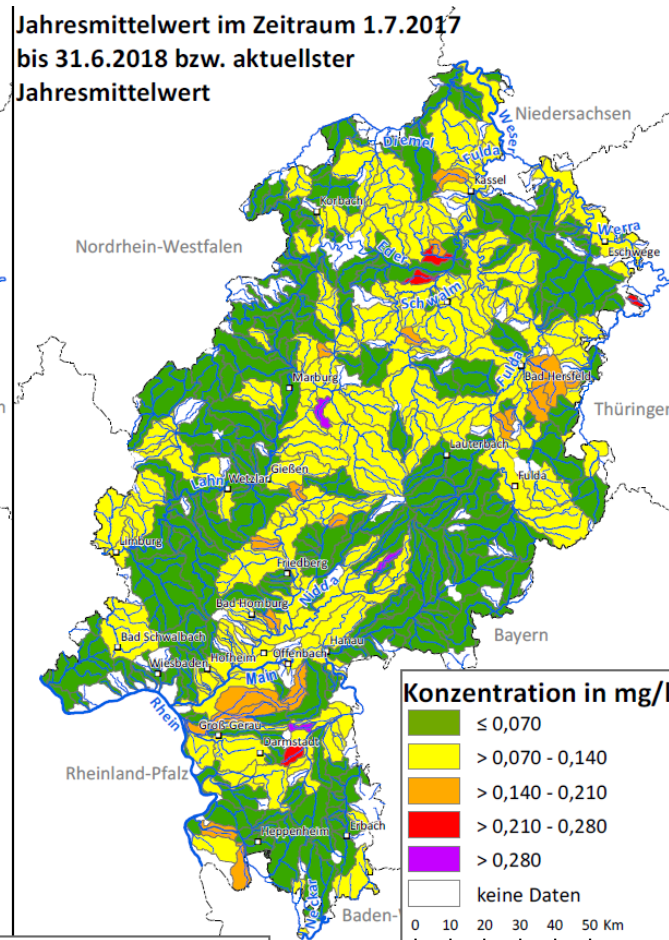 Jahresmittelwert im Zeitraum 1.7.2017
bis 31.6.2018 bzw. aktuellster
Jahresmittelwert
Niedersachsen
Weser
Diemel
Fulda
Kassel
Korbach
Werra
Nordrhein-Westfalen
Eder
Eschwege
Schwalm
Fulda
Marburg
Bad Hersfeld
Thüringen
Lauterbach
Gießen
Lahn
Wetzlar
Fulda
Limburg
Friedberg
Nidda
Bad Homburg
Bad Schwalbach
Hanau
Bayern
Hofheim
Offenbach
Wiesbaden
Main
Rhein
Groß-Gerau
Darmstadt
Rheinland-Pfalz
Heppenheim
Erbach
Neckar
Baden-
Konzentration in mg/l
≤ 0,070
> 0,070 - 0,140
> 0,140 - 0,210
> 0,210 - 0,280
> 0,280
keine Daten
0 10 20 30 40 50 Km